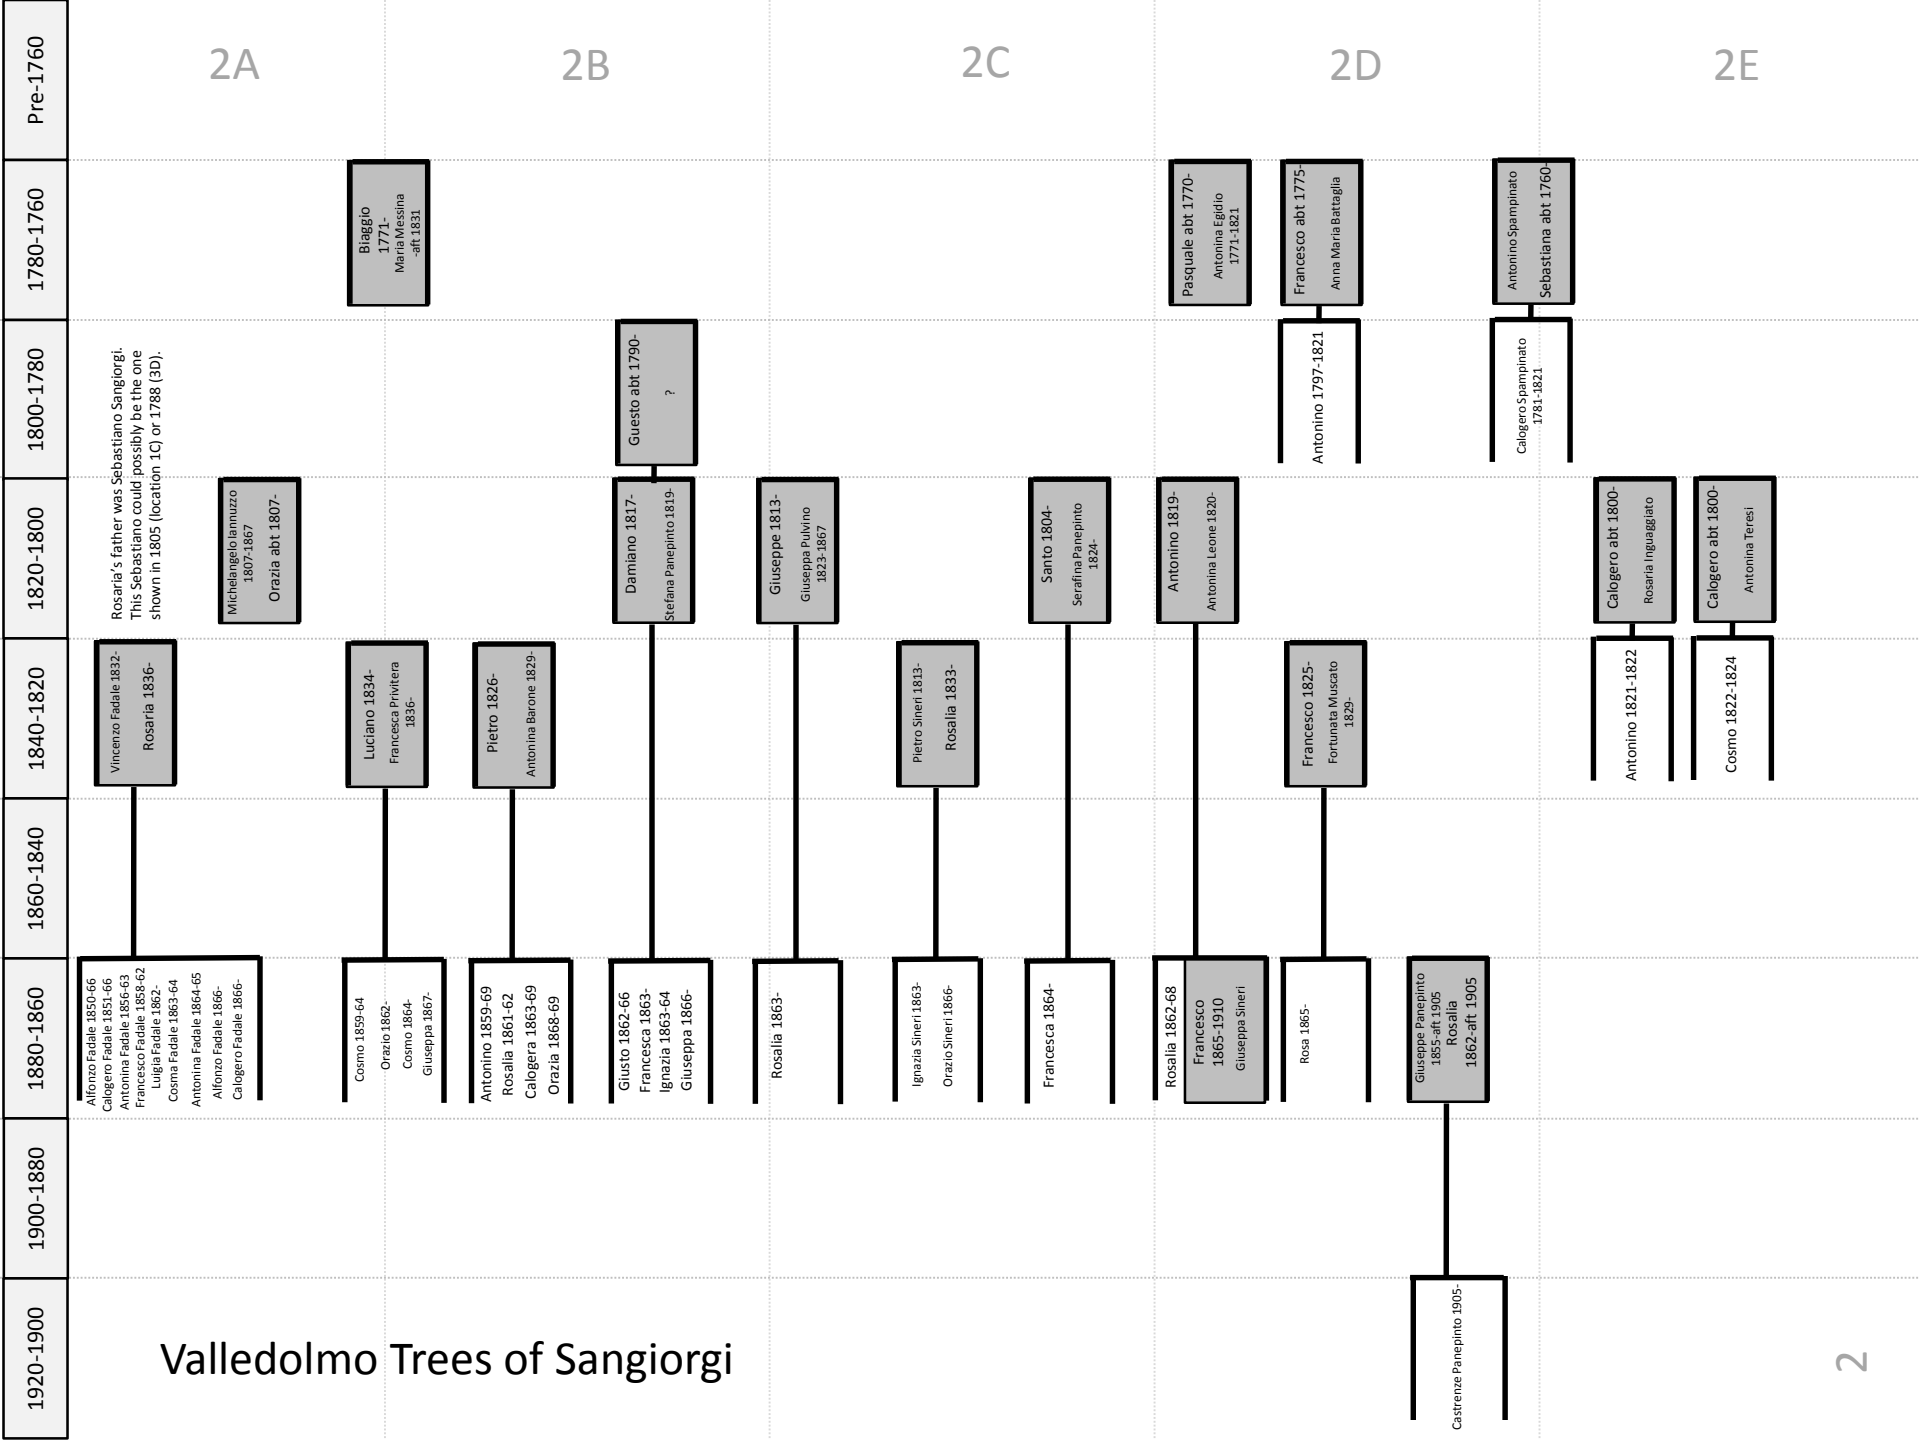 2A
2B
2C
2D
2E
Pre-1760
1780-1760
1800-1780
1820-1800
1840-1820
1860-1840
1880-1860
1900-1880
1920-1900
Biaggio
1771-
Maria Messina
-aft 1831
Pasquale abt 1770-
Antonina Egidio
1771-1821
Francesco abt 1775-
Anna Maria Battaglia
Antonino Spampinato
Sebastiana abt 1760-
Rosaria’s father was Sebastiano Sangiorgi.
This Sebastiano could possibly be the one
shown in 1805 (location 1C) or 1788 (3D).
Guesto abt 1790-
?
Antonino 1797-1821
Calogero Spampinato
1781-1821
Michelangelo Iannuzzo
1807-1867
Orazia abt 1807-
Damiano 1817-
Stefana Panepinto 1819-
Giuseppe 1813-
Giuseppa Pulvino
1823-1867
Santo 1804-
Serafina Panepinto
1824-
Antonino 1819-
Antonina Leone 1820-
Calogero abt 1800-
Rosaria Inguaggiato
Calogero abt 1800-
Antonina Teresi
Vincenzo Fadale 1832-
Rosaria 1836-
Luciano 1834-
Francesca Privitera
1836-
Pietro 1826-
Antonina Barone 1829-
Pietro Sineri 1813-
Rosalia 1833-
Francesco 1825-
Fortunata Muscato
1829-
Antonino 1821-1822
Cosmo 1822-1824
Alfonzo Fadale 1850-66
Calogero Fadale 1851-66
Antonina Fadale 1856-63
Francesco Fadale 1858-62
Luigia Fadale 1862-
Cosma Fadale 1863-64
Antonina Fadale 1864-65
Alfonzo Fadale 1866-
Calogero Fadale 1866-
Cosmo 1859-64
Orazio 1862-
Cosmo 1864-
Giuseppa 1867-
Antonino 1859-69
Rosalia 1861-62
Calogera 1863-69
Orazia 1868-69
Giusto 1862-66
Francesca 1863-
Ignazia 1863-64
Giuseppa 1866-
Rosalia 1863-
Ignazia Sineri 1863-
Orazio Sineri 1866-
Francesca 1864-
Rosalia 1862-68
Francesco
1865-1910
Giuseppa Sineri
Rosa 1865-
Giuseppe Panepinto
1855-aft 1905
Rosalia
1862-aft 1905
Castrenze Panepinto 1905-
Valledolmo Trees of Sangiorgi
2